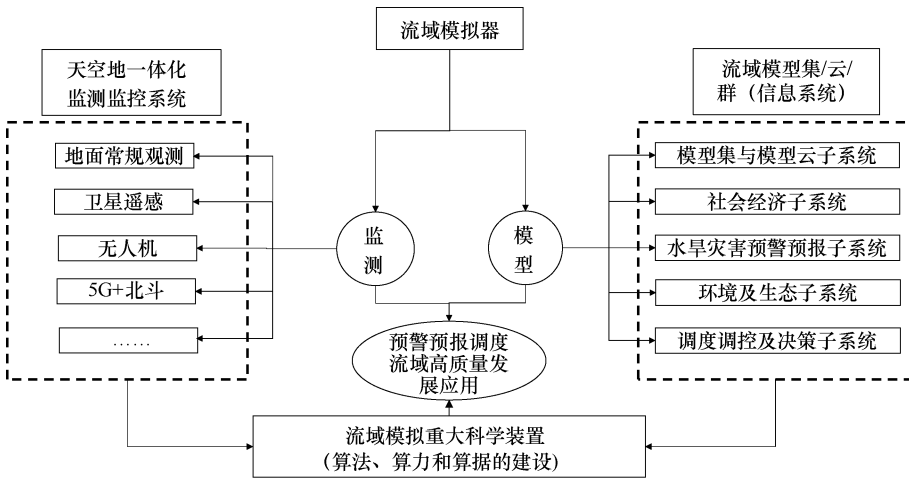 流域模拟器
天空地一体化
监测监控系统
地面常规观测
卫星遥感
无人机
5G+北斗
……
监
测
模
型
流域模型集/云/
群（信息系统）
模型集与模型云子系统
社会经济子系统
水旱灾害预警预报子系统
环境及生态子系统
调度调控及决策子系统
预警预报调度
流域高质量发
展应用
流域模拟重大科学装置
（算法、算力和算据的建设)